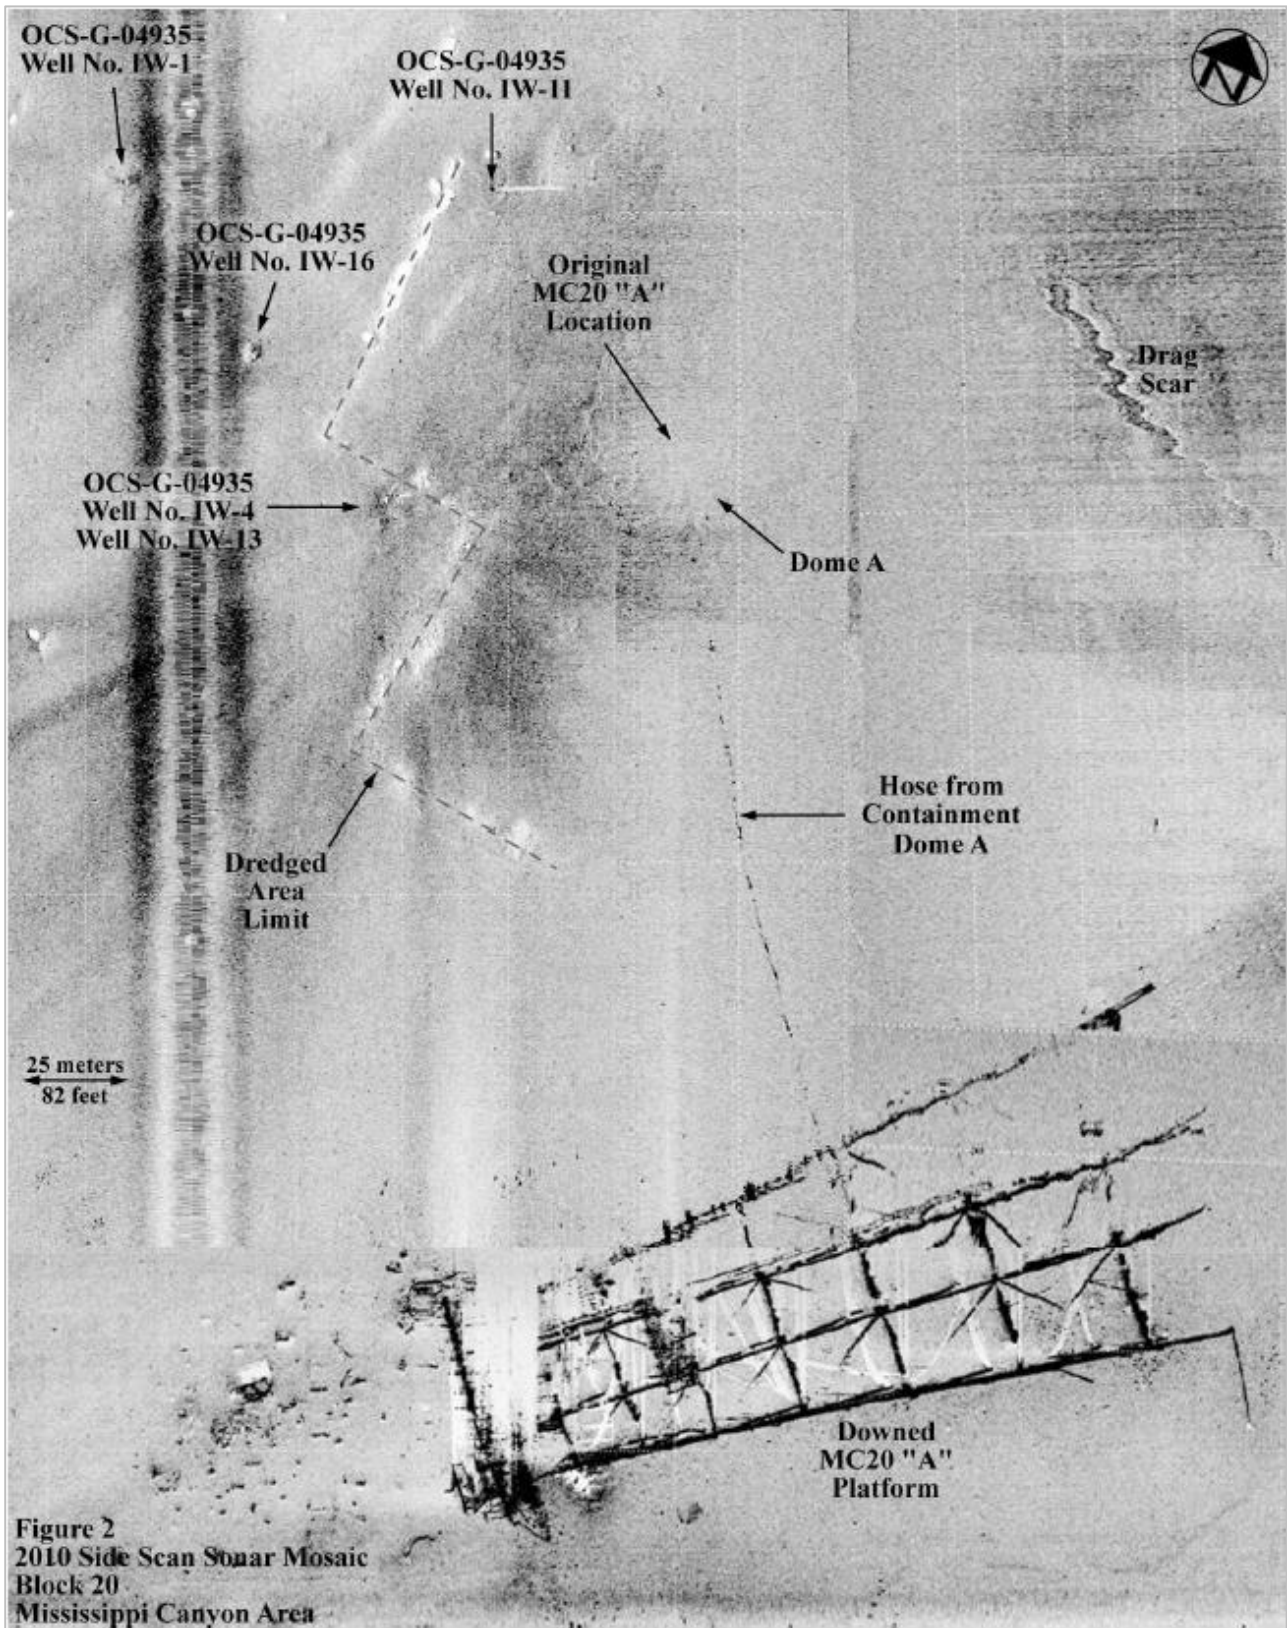 OCS-G-04935
Well No. IW-1
OCS-G-04935
Well No. IW-11
OCS-G-04935
Well No. IW-16
Original
MC20 "A"
Location
Drag
Scar
OCS-G-04935
Well No. IW-4
Well No. IW-13
Dome A
Hose from
Containment
Dome A
Dredged
Area
Limit
25 meters
82 feet
Downed
MC20 "A"
Platform
Figure 2
2010 Side Scan Sonar Mosaic
Block 20
Mississippi Canyon Area